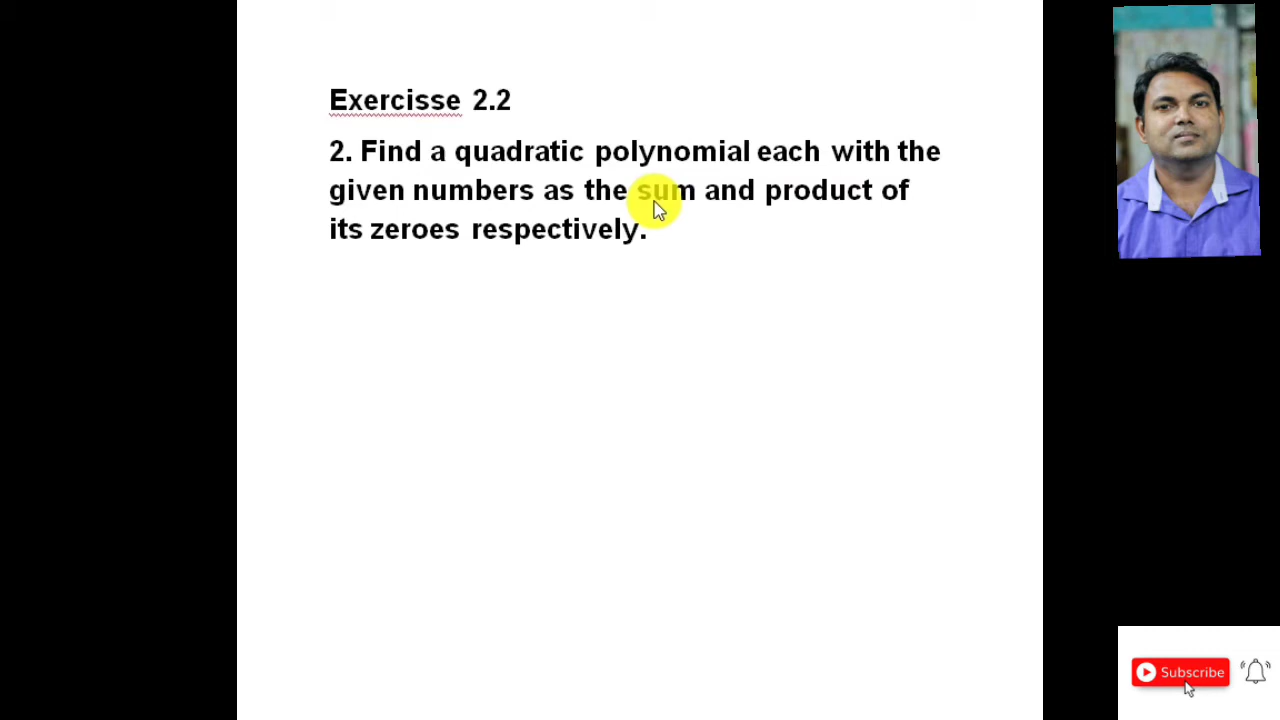 Exercisse 2.2
2. Find a quadratic polynomial each with the
given numbers as the sum and product of
its zeroes respectively.
Subscribe